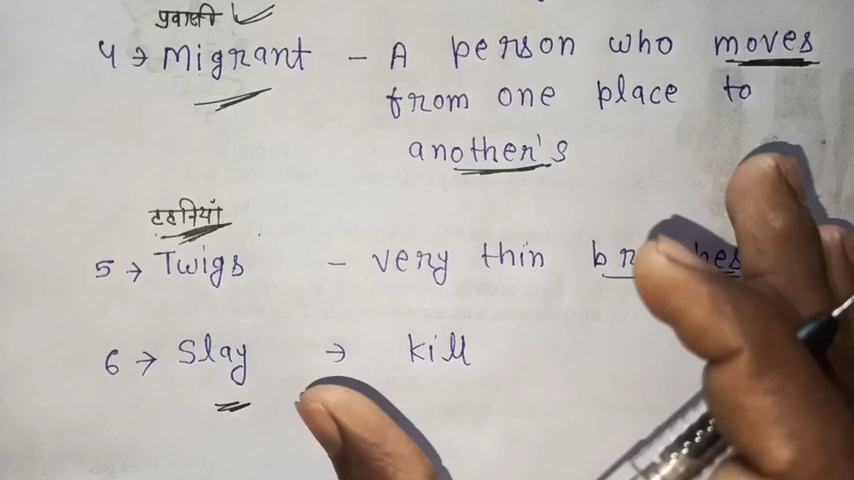 प्रवासी
4 → Migrant - A person who moves
from one place to
another's
टहनियाँ
5 → Twigs - very thin
6 → Slay → kill